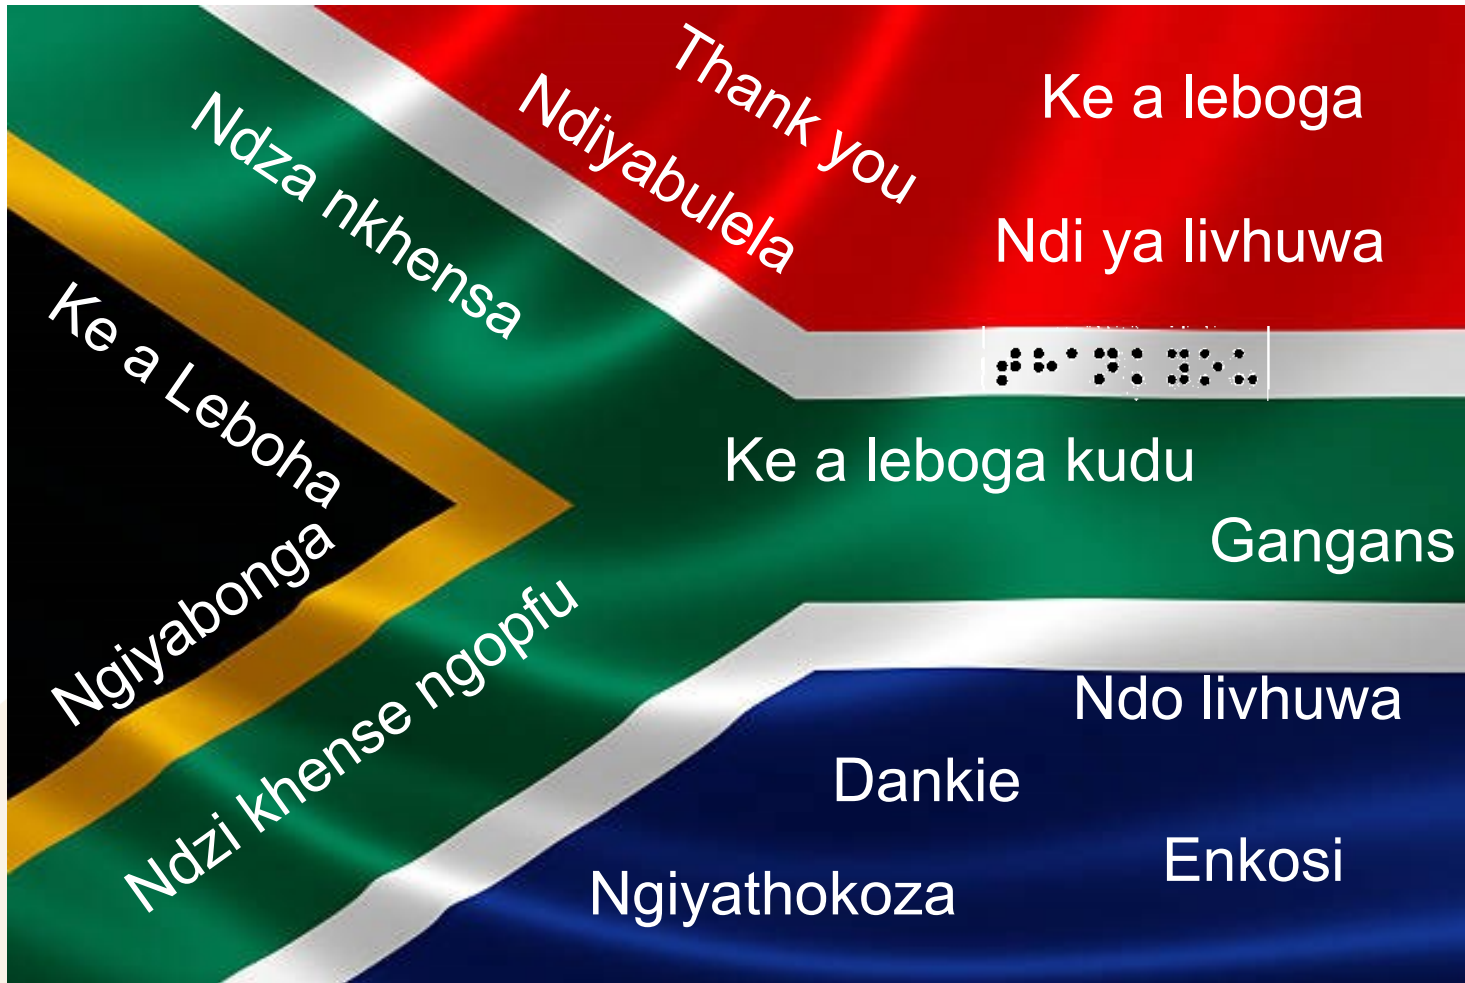 Thank you
Ke a leboga
Ndiyabulela
Ndza nkhensa
Ndi ya livhuwa
Ke a Leboha
⠞⠓⠁⠝⠅ ⠽⠕⠥
Ke a leboga kudu
Gangans
Ngiyabonga
Ndzi khense ngopfu
Ndo livhuwa
Dankie
Enkosi
Ngiyathokoza